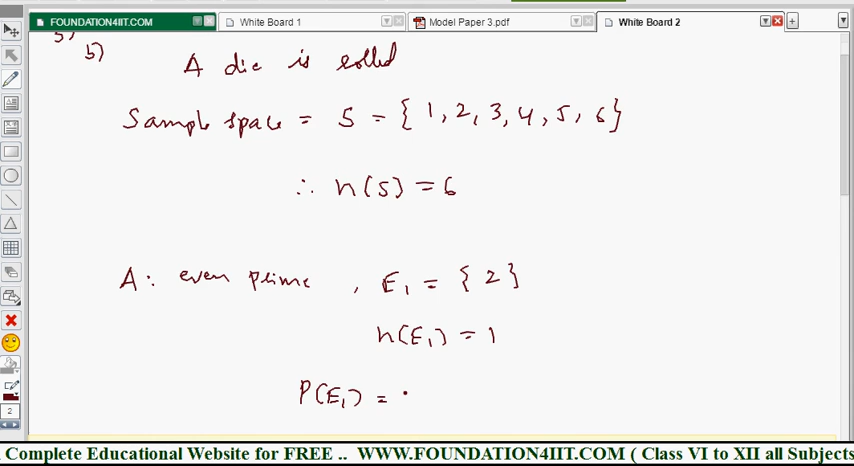 FOUNDATION4IIT.COM White Board 1 Model Paper 3.pdf White Board 2
b) A die is rolled
Sample space = S = { 1, 2, 3, 4, 5, 6 }
∴ n(S) = 6
A: even prime , E₁ = { 2 }
n(E₁) = 1
P(E₁) =
2
Complete Educational Website for FREE .. WWW.FOUNDATION4IIT.COM ( Class VI to XII all Subjects